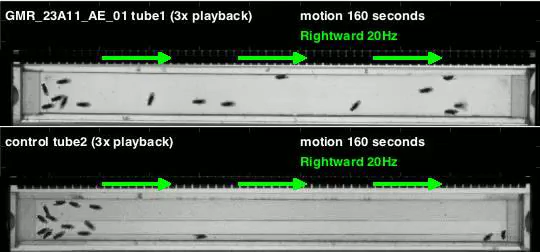 GMR_23A11_AE_01 tube1 (3x playback) motion 160 seconds
Rightward 20Hz
control tube2 (3x playback) motion 160 seconds
Rightward 20Hz